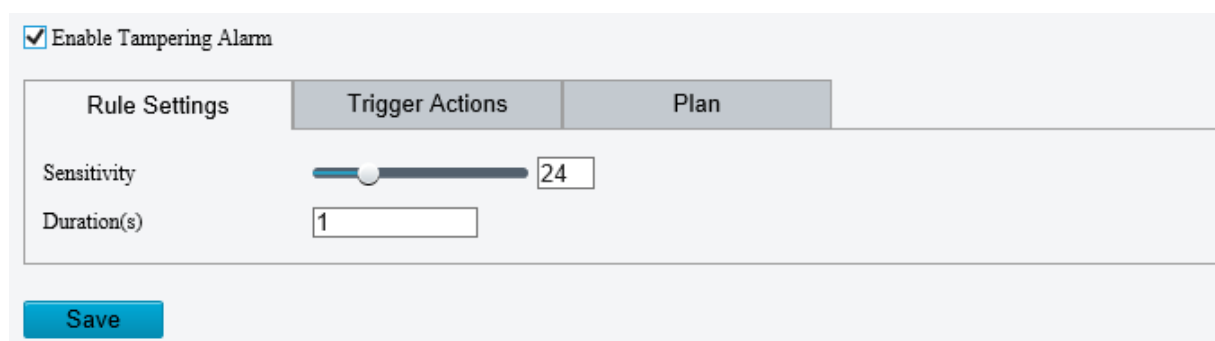 Enable Tampering Alarm
Rule Settings Trigger Actions Plan
Sensitivity 24
Duration(s) 1
Save